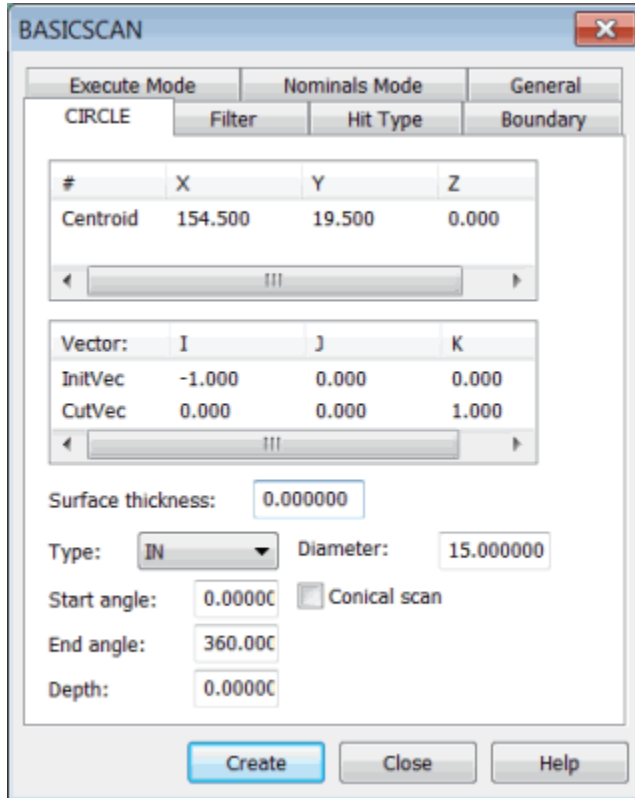 BASICSCAN
Execute Mode Nominals Mode General
CIRCLE Filter Hit Type Boundary
# X Y Z
Centroid 154.500 19.500 0.000
Vector: I J K
InitVec -1.000 0.000 0.000
CutVec 0.000 0.000 1.000
Surface thickness: 0.000000
Type: IN Diameter: 15.000000
Start angle: 0.00000 Conical scan
End angle: 360.000
Depth: 0.00000
Create Close Help